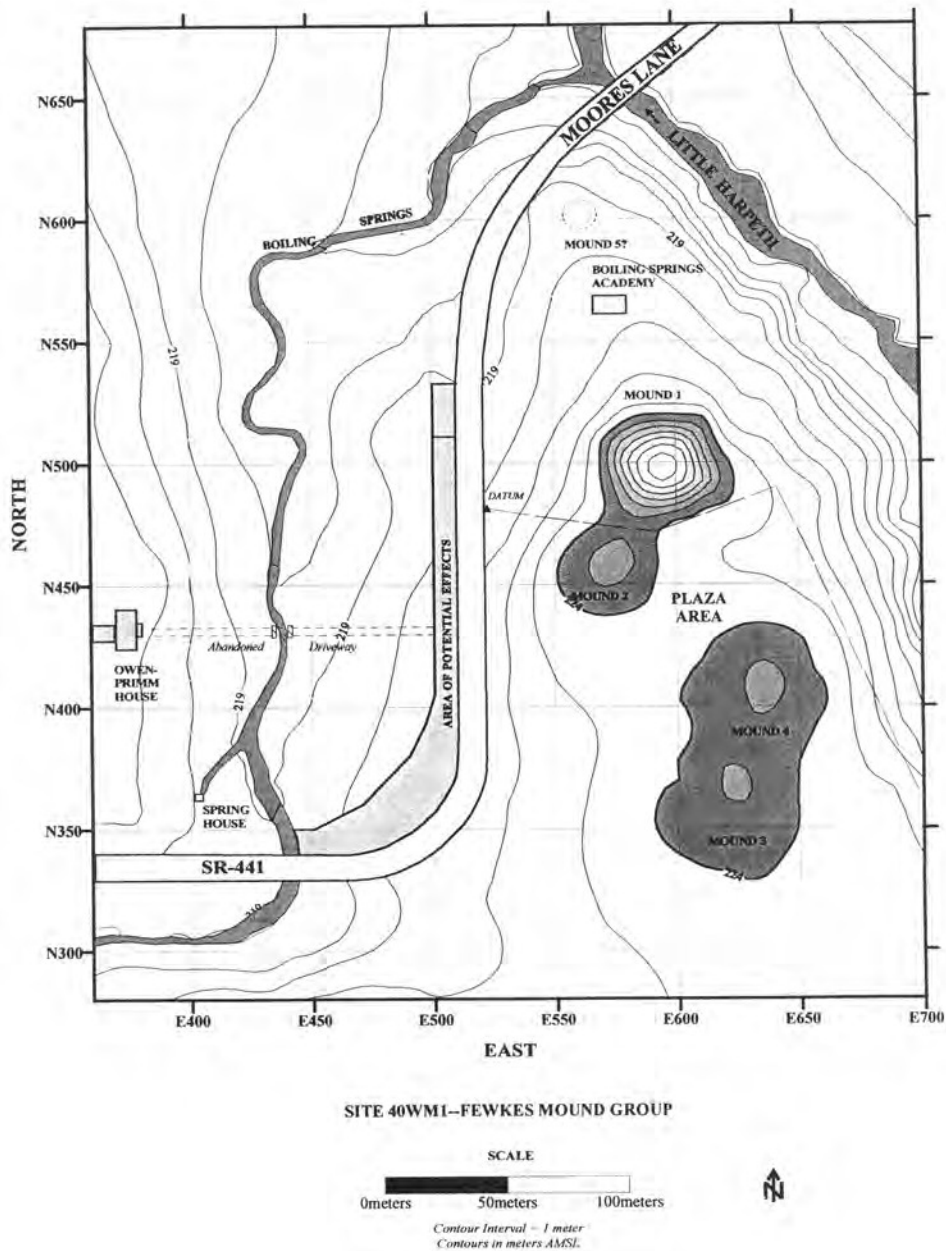 N650
N600
N550
N500
N450
N400
N350
N300
NORTH
MOORES LANE
LITTLE HARPETH
BOILING SPRINGS
219
MOUND 5?
BOILING SPRINGS
ACADEMY
219
219
MOUND 1
DATUM
AREA OF POTENTIAL EFFECTS
MOUND 2
224
PLAZA
AREA
219
Abandoned Driveway
OWEN-
PRIMM
HOUSE
219
MOUND 4
SPRING
HOUSE
MOUND 3
224
SR-441
219
E400
E450
E500
E550
E600
E650
E700
EAST
SITE 40WM1--FEWKES MOUND GROUP
SCALE
0meters 50meters 100meters
N
Contour Interval = 1 meter
Contours in meters AMSL